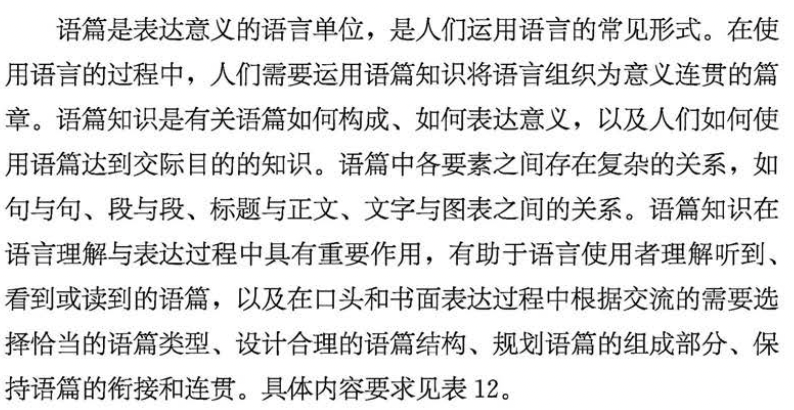 语篇是表达意义的语言单位，是人们运用语言的常见形式。在使
用语言的过程中，人们需要运用语篇知识将语言组织为意义连贯的篇
章。语篇知识是有关语篇如何构成、如何表达意义，以及人们如何使
用语篇达到交际目的的知识。语篇中各要素之间存在复杂的关系，如
句与句、段与段、标题与正文、文字与图表之间的关系。语篇知识在
语言理解与表达过程中具有重要作用，有助于语言使用者理解听到、
看到或读到的语篇，以及在口头和书面表达过程中根据交流的需要选
择恰当的语篇类型、设计合理的语篇结构、规划语篇的组成部分、保
持语篇的衔接和连贯。具体内容要求见表 12。